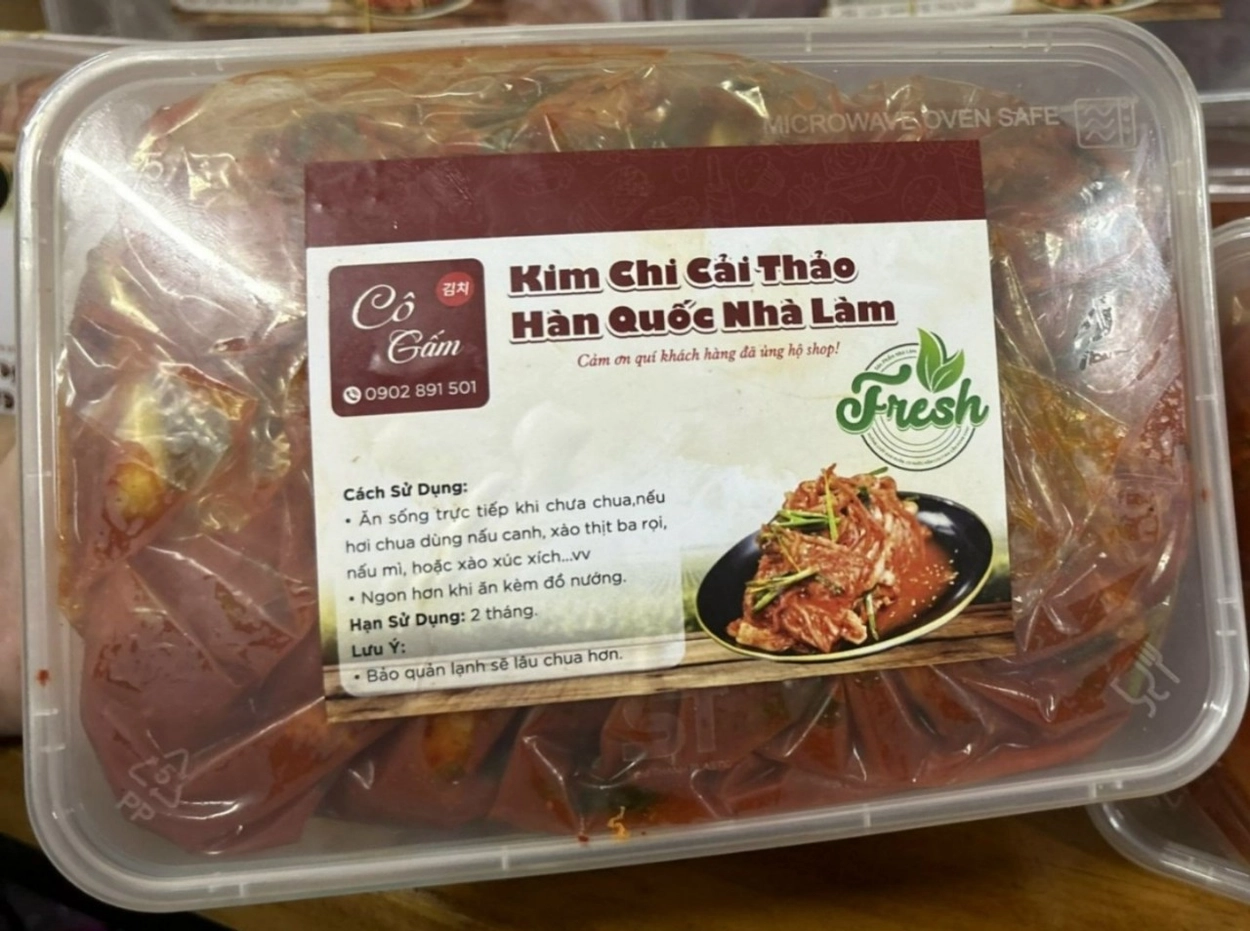 MICROWAVE OVEN SAFE
김치
Cô
Gấm
0902 891 501
Kim Chi Cải Thảo
Hàn Quốc Nhà Làm
Cảm ơn quí khách hàng đã ủng hộ shop!
Fresh
Cách Sử Dụng:
• Ăn sống trực tiếp khi chưa chua,nếu
hơi chua dùng nấu canh, xào thịt ba rọi,
nấu mì, hoặc xào xúc xích...vv
• Ngon hơn khi ăn kèm đồ nướng.
Hạn Sử Dụng: 2 tháng.
Lưu Ý:
• Bảo quản lạnh sẽ lâu chua hơn.
5
PP